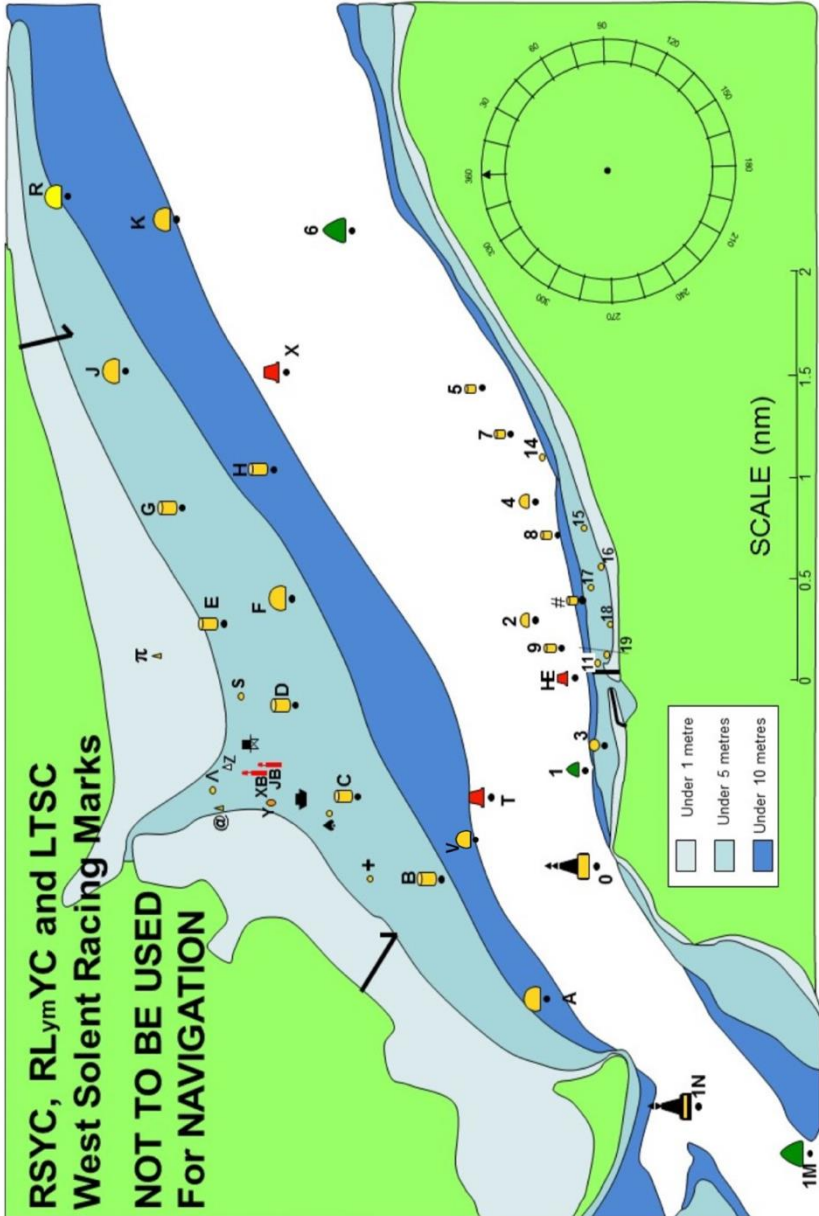 RSYC, RLymYC and LTSC
West Solent Racing Marks
NOT TO BE USED
For NAVIGATION
R
K
6
J
X
H
G
5
7
14
4
8
15
16
F
E
π
#
17
2
18
9
19
11
HE
S
D
Z
XB
JB
Λ
@
Y
C
3
1
T
V
+
B
0
A
1N
1M
360
30
60
90
120
150
180
210
240
270
300
330
SCALE (nm)
0
0.5
1
1.5
2
Under 1 metre
Under 5 metres
Under 10 metres